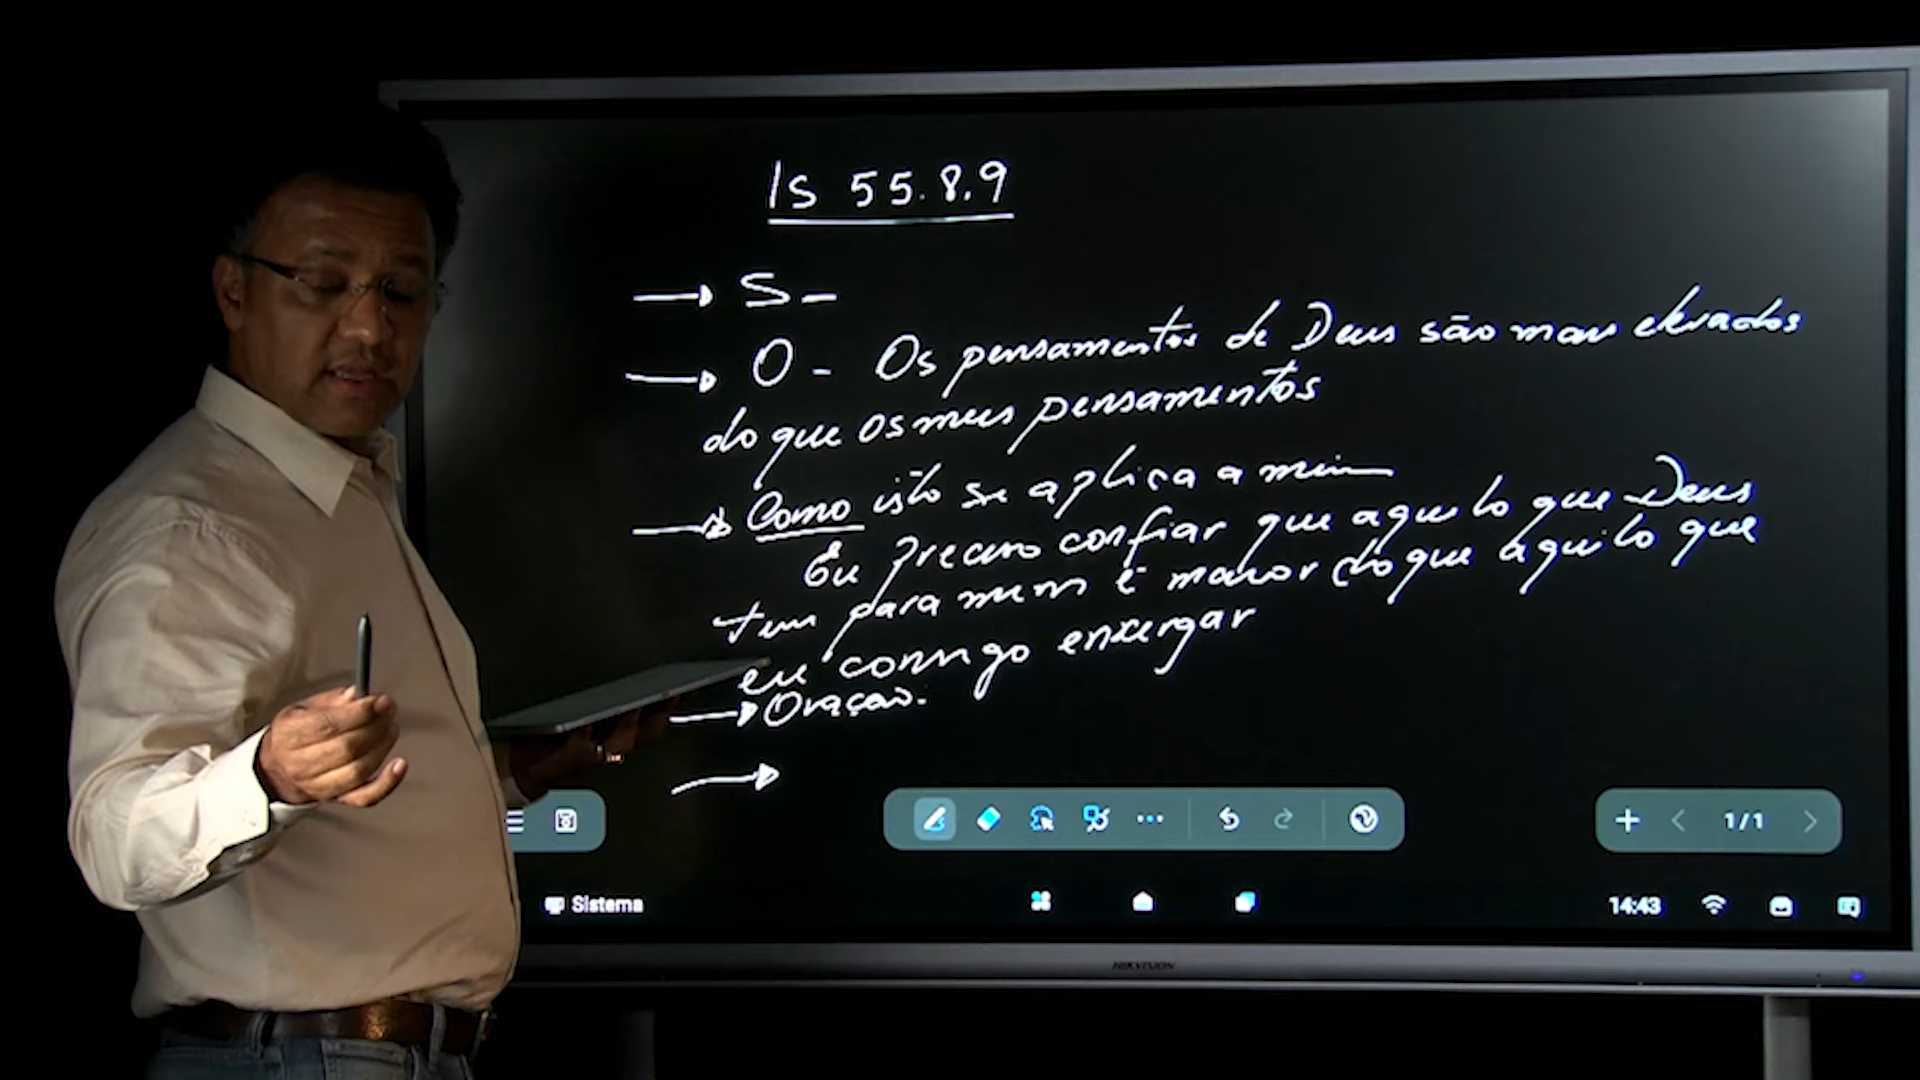 Is 55.8.9
→ S -
→ O - Os pensamentos de Deus são mais elevados
do que os meus pensamentos
→ Como isto se aplica a mim
Eu preciso confiar que aquilo que Deus
tem para mim é maior do que aquilo que
eu consigo enxergar
→ Oração.
→
1/1
Sistema
14:43
HIKVISION